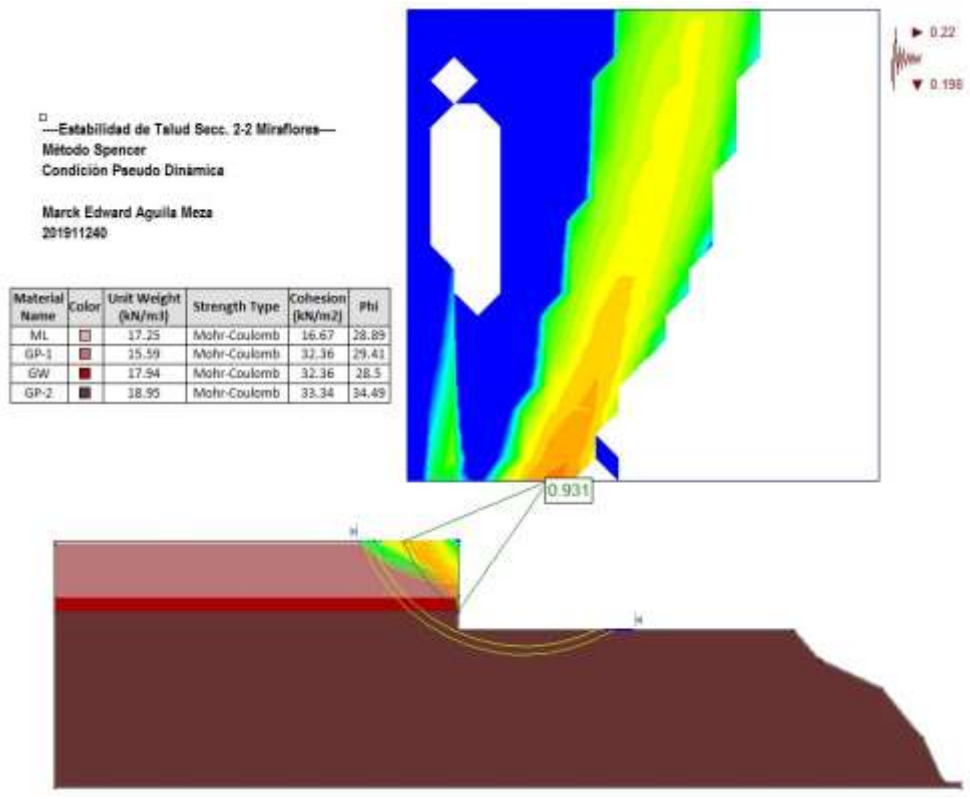 ----Estabilidad de Talud Secc. 2-2 Miraflores----
Método Spencer
Condición Pseudo Dinámica
Marck Edward Aguila Meza
201911240
Material Name Color Unit Weight (kN/m3) Strength Type Cohesion (kN/m2) Phi
ML 17.25 Mohr-Coulomb 16.67 28.89
GP-1 15.59 Mohr-Coulomb 32.36 29.41
GW 17.94 Mohr-Coulomb 32.36 28.5
GP-2 18.95 Mohr-Coulomb 33.34 34.49
0.22
0.198
0.931